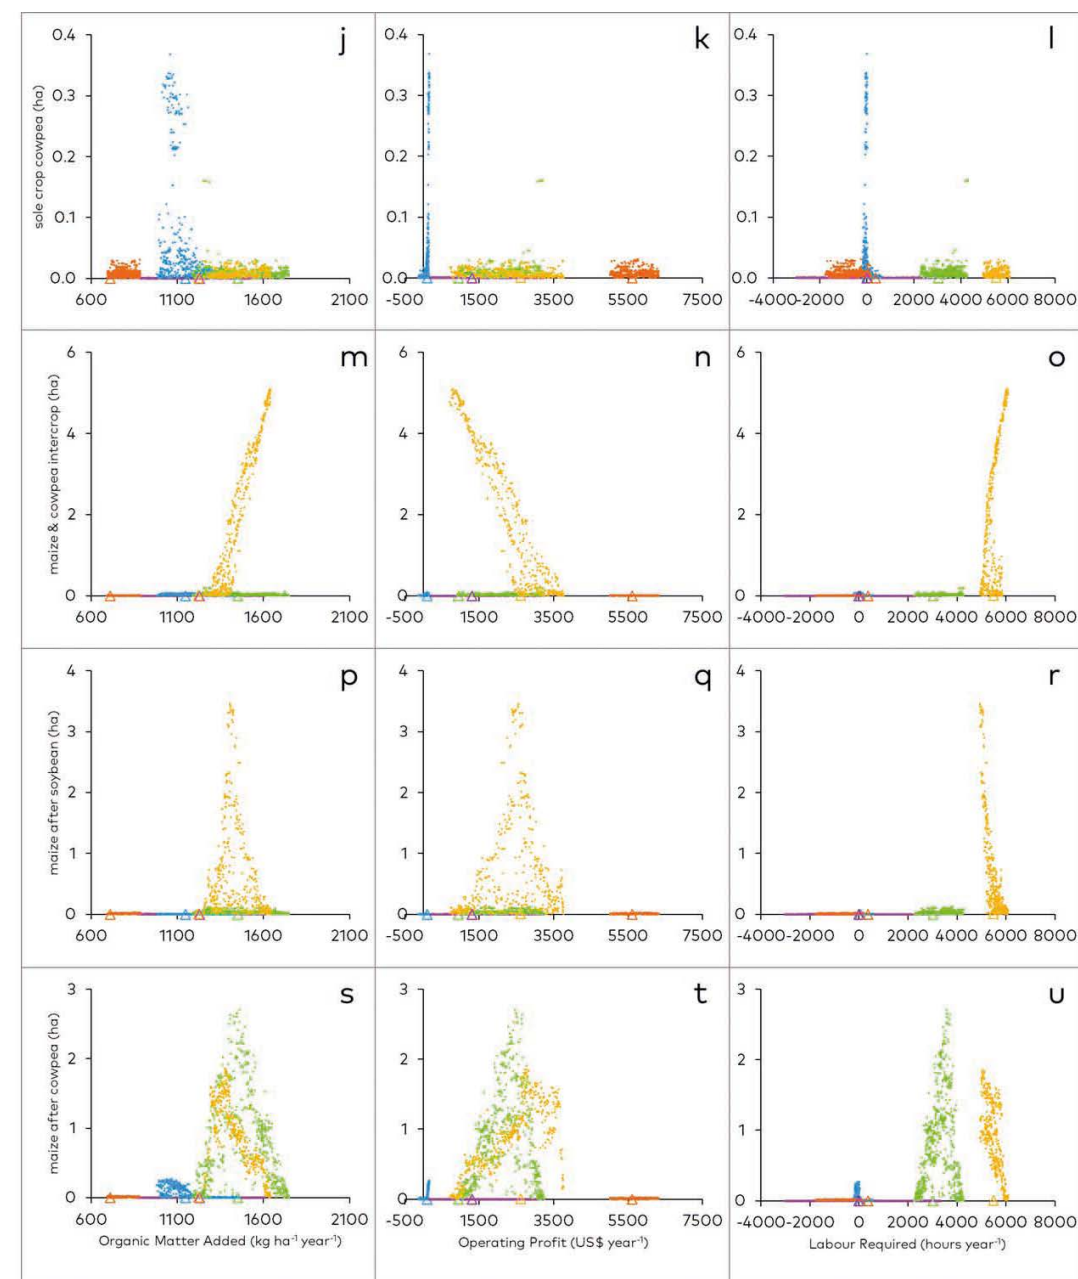 j
0.4
0.3
0.2
0.1
0.0
600 1100 1600 2100
sole crop cowpea (ha)
k
0.4
0.3
0.2
0.1
0.0
-500 1500 3500 5500 7500
l
0.4
0.3
0.2
0.1
0.0
-4000-2000 0 2000 4000 6000 8000
m
6
4
2
0
600 1100 1600 2100
maize & cowpea intercrop (ha)
n
6
4
2
0
-500 1500 3500 5500 7500
o
6
4
2
0
-4000-2000 0 2000 4000 6000 8000
p
4
3
2
1
0
600 1100 1600 2100
maize after soybean (ha)
q
4
3
2
1
0
-500 1500 3500 5500 7500
r
4
3
2
1
0
-4000-2000 0 2000 4000 6000 8000
s
3
2
1
0
600 1100 1600 2100
maize after cowpea (ha)
Organic Matter Added (kg ha⁻¹ year⁻¹)
t
3
2
1
0
-500 1500 3500 5500 7500
Operating Profit (US$ year⁻¹)
u
3
2
1
0
-4000-2000 0 2000 4000 6000 8000
Labour Required (hours year⁻¹)